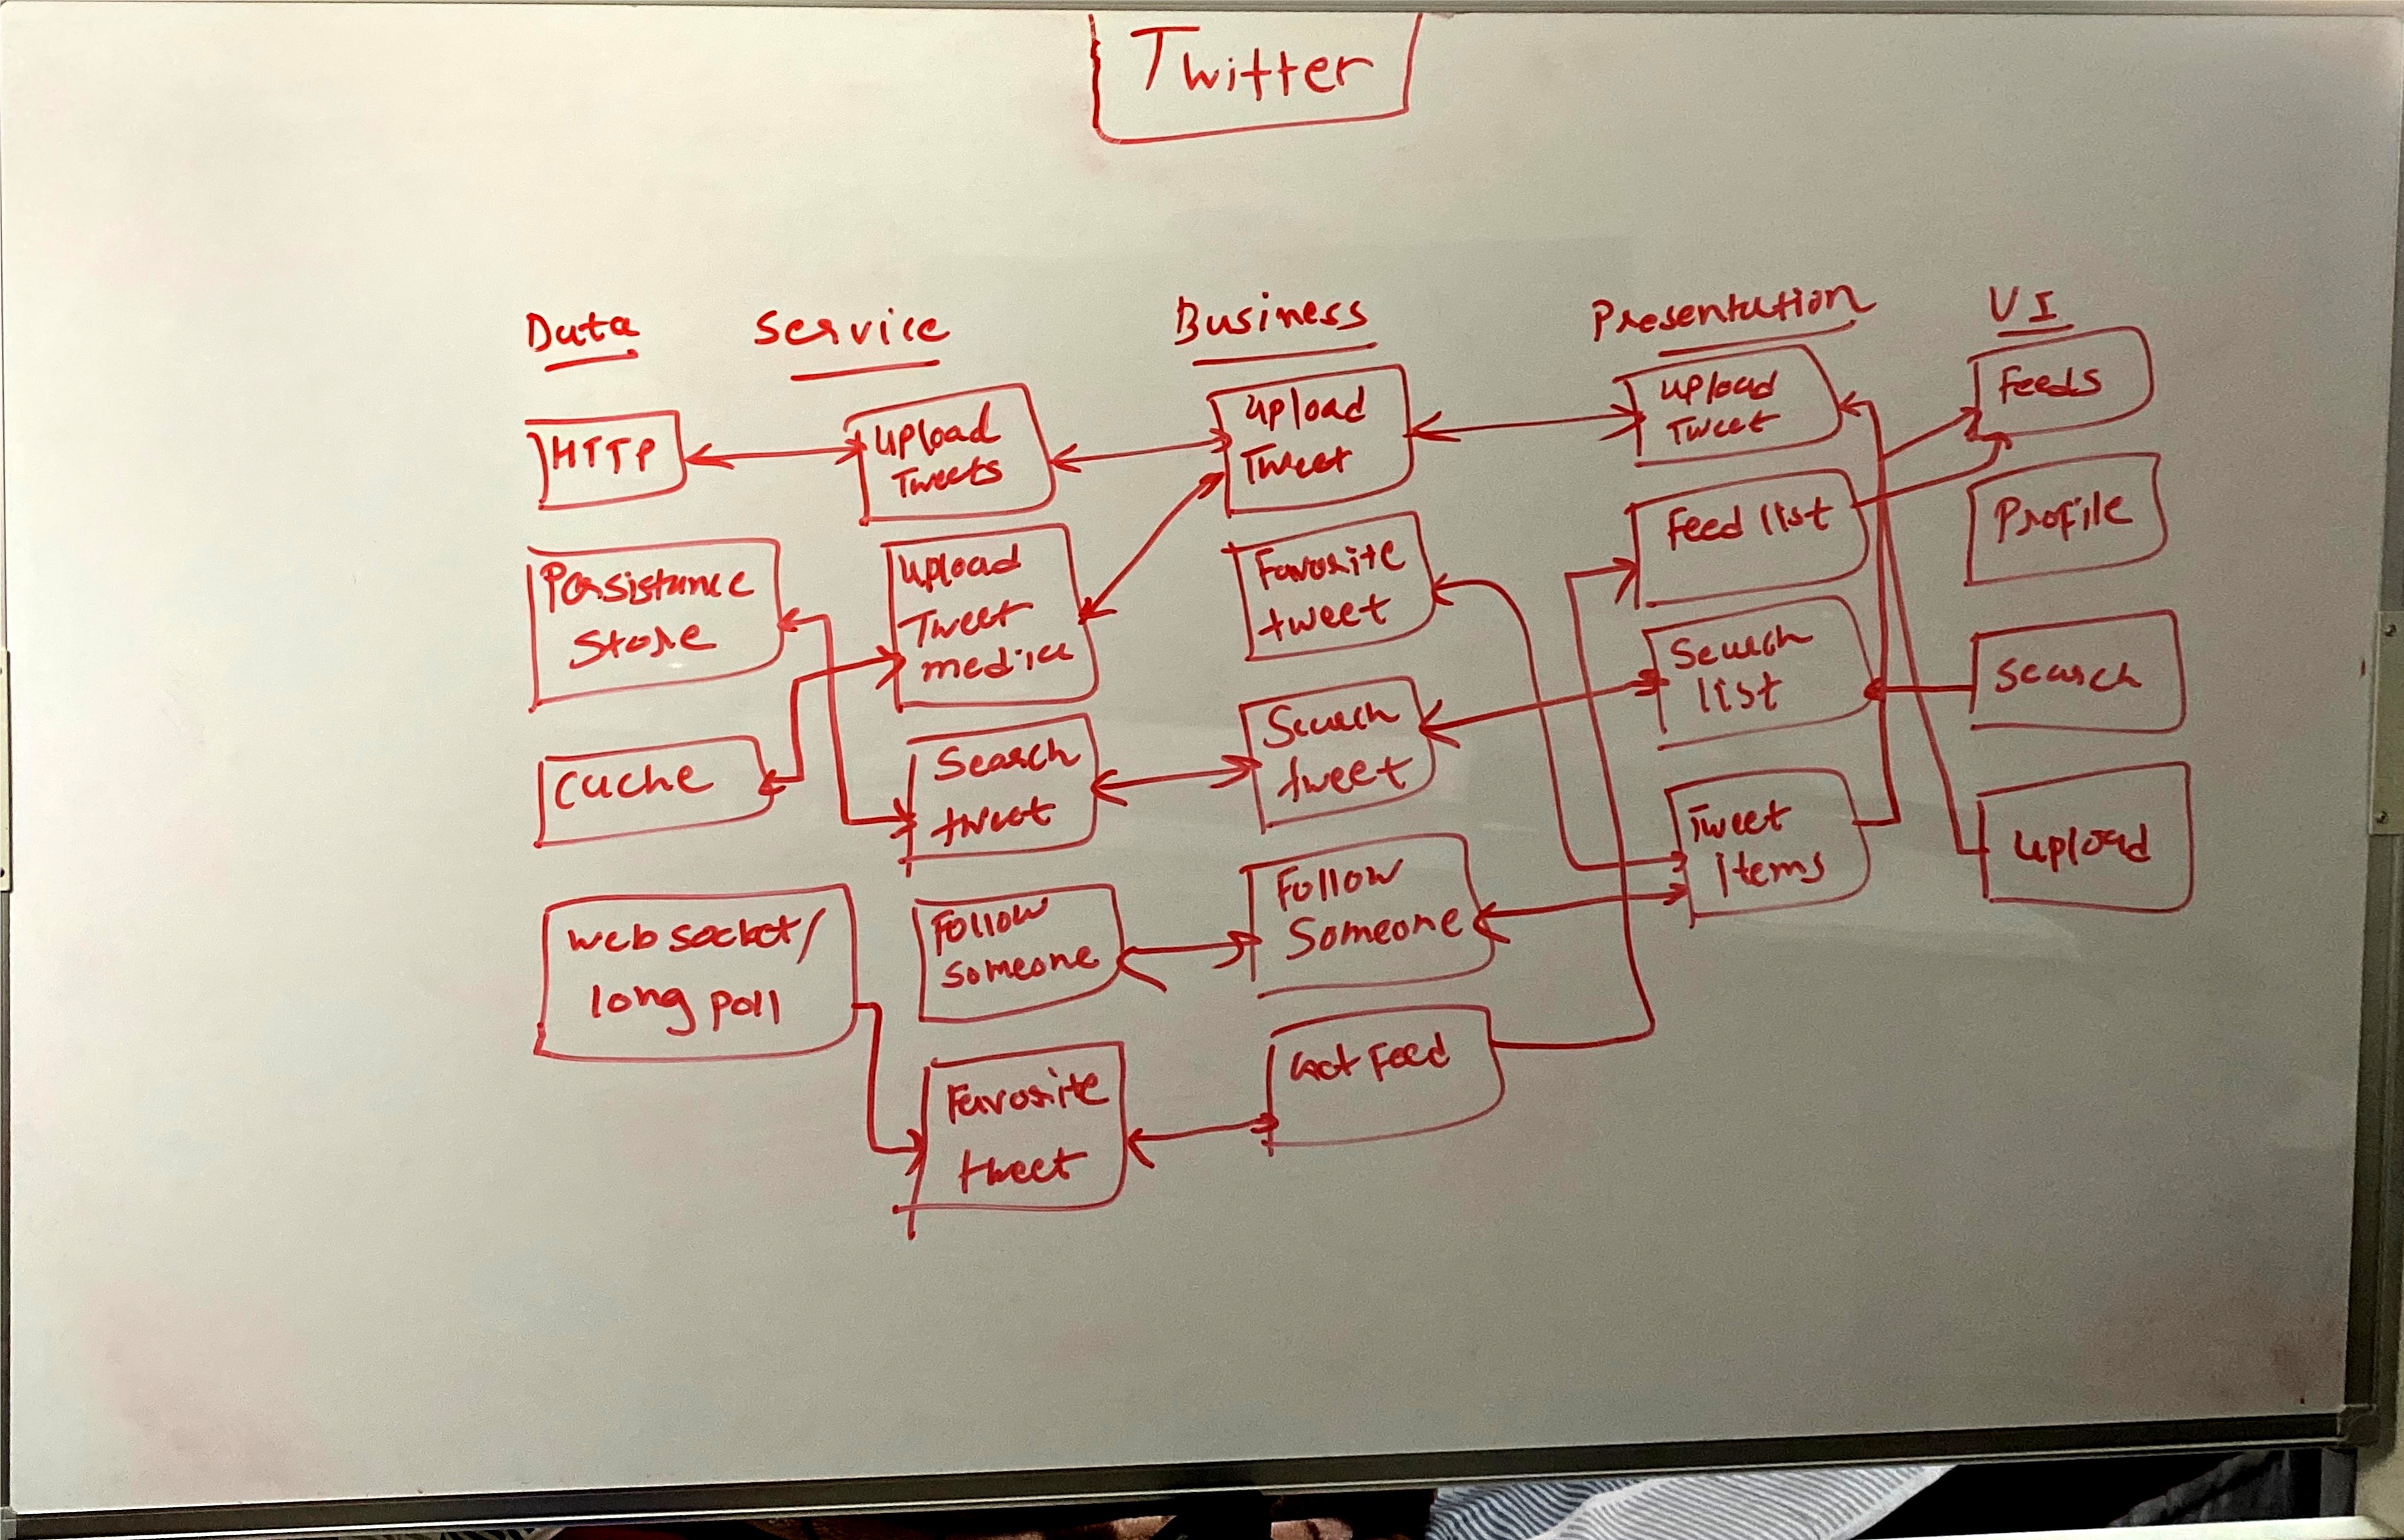 Twitter
Data
Service
Business
Presentation
UI
HTTP
Persistance
Store
Cache
web socket/
long poll
Upload
Tweets
Upload
Tweet
media
Search
tweet
Follow
someone
Favorite
tweet
Upload
Tweet
Favorite
tweet
Search
tweet
Follow
Someone
Get Feed
Upload
Tweet
Feed list
Search
list
Tweet
items
Feeds
Profile
Search
Upload